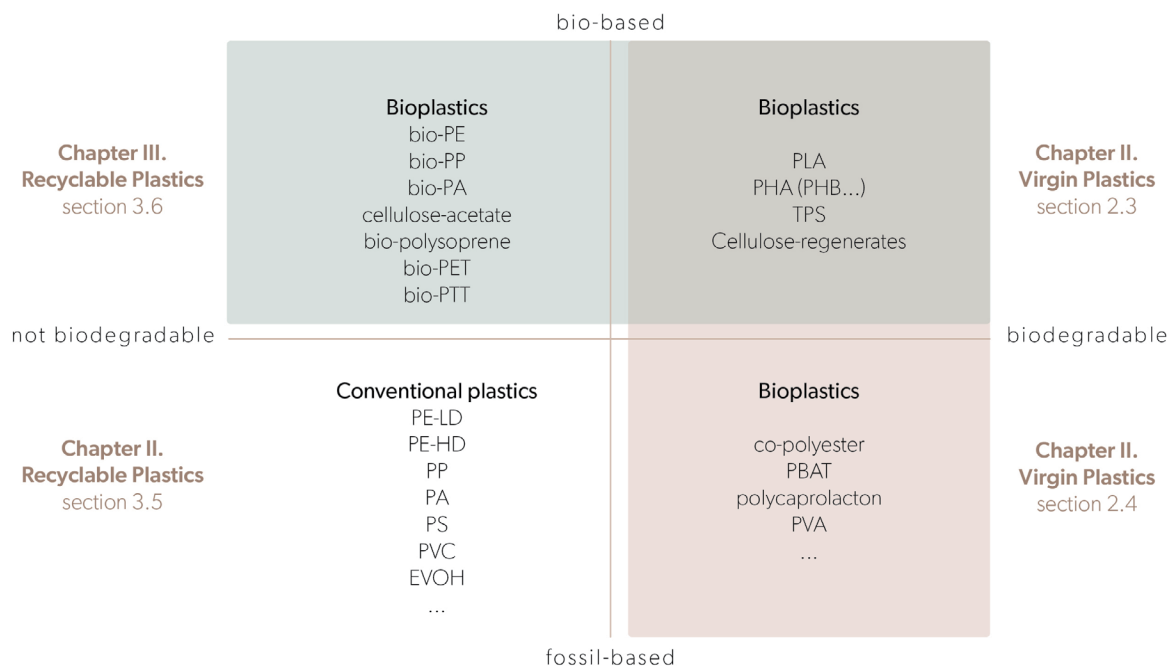 bio-based
Chapter III.
Recyclable Plastics
section 3.6
Bioplastics
bio-PE
bio-PP
bio-PA
cellulose-acetate
bio-polysoprene
bio-PET
bio-PTT
Bioplastics
PLA
PHA (PHB...)
TPS
Cellulose-regenerates
Chapter II.
Virgin Plastics
section 2.3
not biodegradable
biodegradable
Chapter II.
Recyclable Plastics
section 3.5
Conventional plastics
PE-LD
PE-HD
PP
PA
PS
PVC
EVOH
...
Bioplastics
co-polyester
PBAT
polycaprolacton
PVA
...
Chapter II.
Virgin Plastics
section 2.4
fossil-based